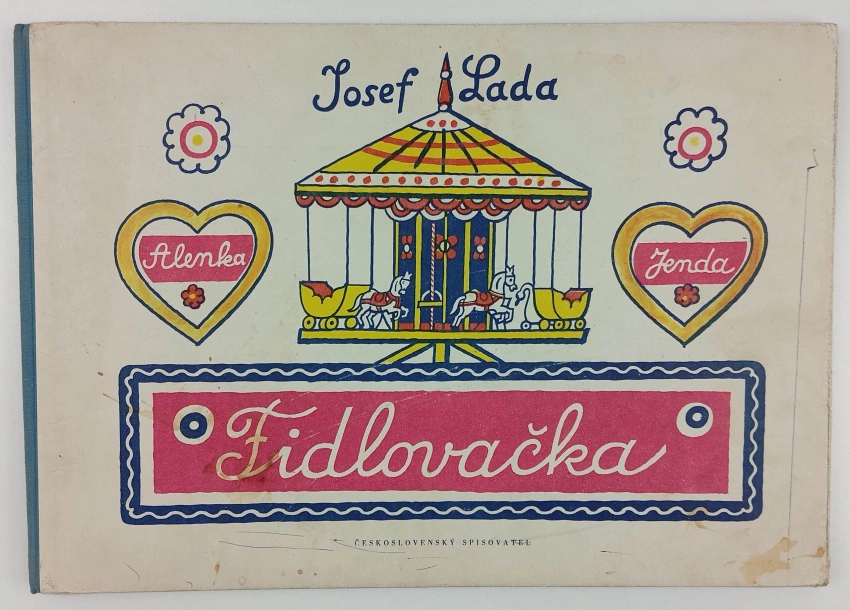 Josef Lada
Alenka
Jenda
Fidlovačka
ČESKOSLOVENSKÝ SPISOVATEL